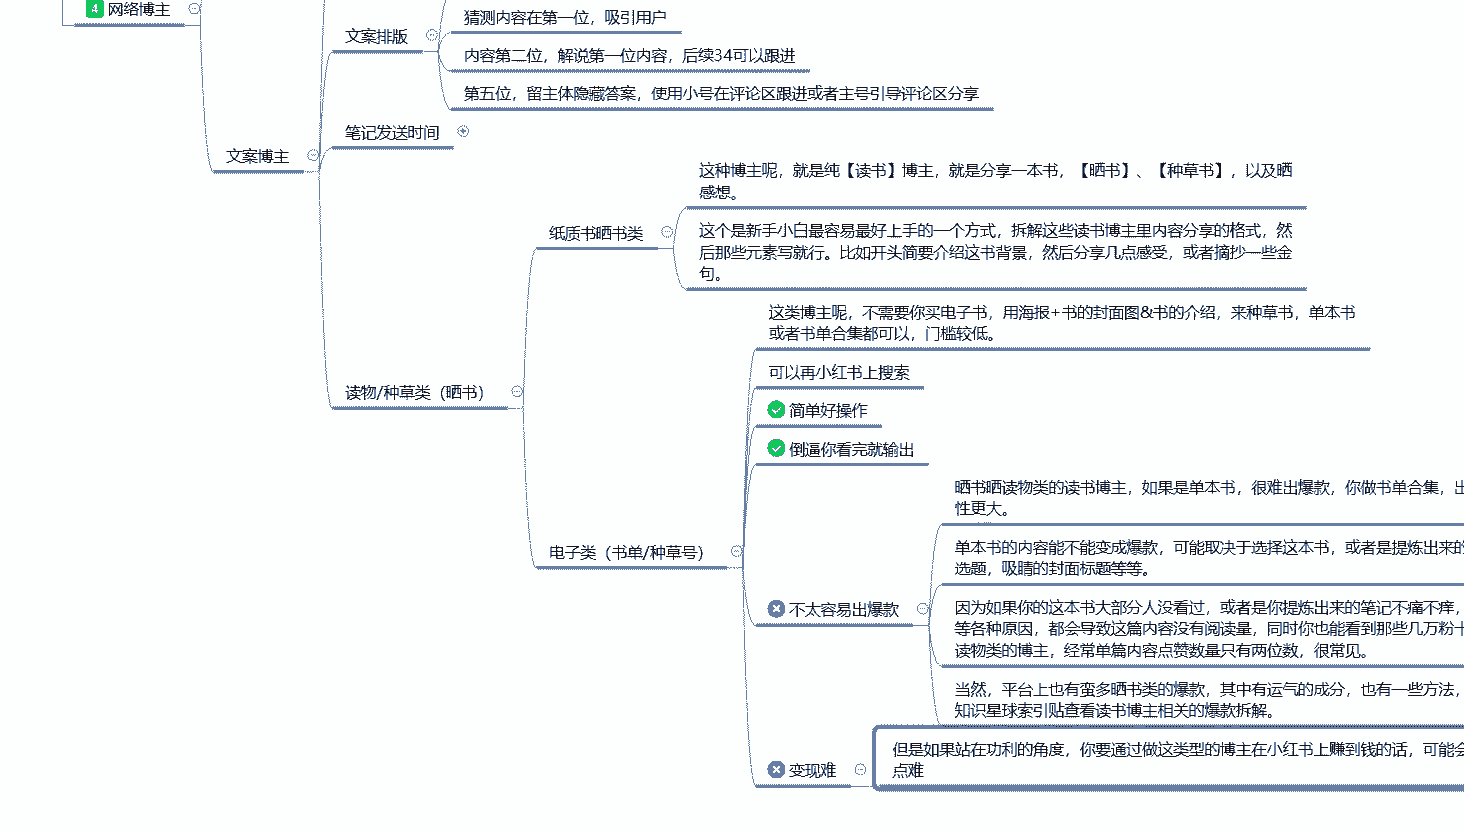 4 网络博主
猜测内容在第一位，吸引用户
文案排版
内容第二位，解说第一位内容，后续34可以跟进
第五位，留主体隐藏答案，使用小号在评论区跟进或者主号引导评论区分享
笔记发送时间
文案博主
这种博主呢，就是纯【读书】博主，就是分享一本书，【晒书】、【种草书】，以及晒
感想。
纸质书晒书类
这个是新手小白最容易最好上手的一个方式，拆解这些读书博主里内容分享的格式，然
后那些元素写就行。比如开头简要介绍这书背景，然后分享几点感受，或者摘抄一些金
句。
这类博主呢，不需要你买电子书，用海报+书的封面图&书的介绍，来种草书，单本书
或者书单合集都可以，门槛较低。
可以再小红书上搜索
读物/种草类（晒书）
简单好操作
倒逼你看完就输出
晒书晒读物类的读书博主，如果是单本书，很难出爆款，你做书单合集，出
性更大。
电子类（书单/种草号）
单本书的内容能不能变成爆款，可能取决于选择这本书，或者是提炼出来的
选题，吸睛的封面标题等等。
不太容易出爆款
因为如果你的这本书大部分人没看过，或者是你提炼出来的笔记不痛不痒，
等各种原因，都会导致这篇内容没有阅读量，同时你也能看到那些几万粉十
读物类的博主，经常单篇内容点赞数量只有两位数，很常见。
当然，平台上也有蛮多晒书类的爆款，其中有运气的成分，也有一些方法，
知识星球索引贴查看读书博主相关的爆款拆解。
变现难
但是如果站在功利的角度，你要通过做这类型的博主在小红书上赚到钱的话，可能会
点难